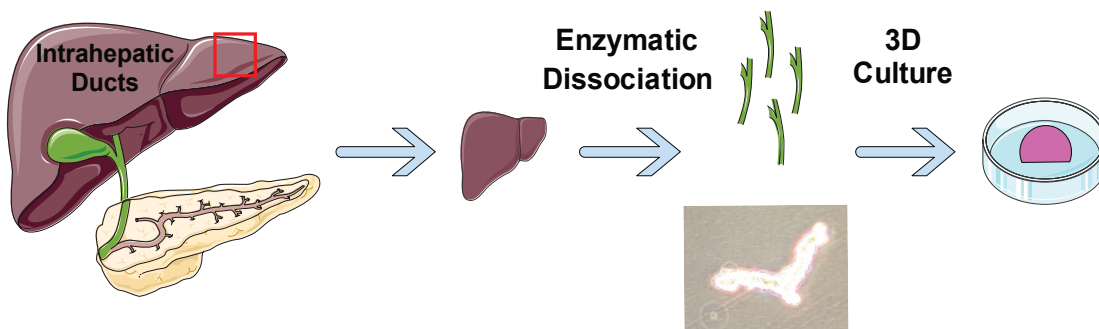 Intrahepatic
Ducts
Enzymatic
Dissociation
3D
Culture